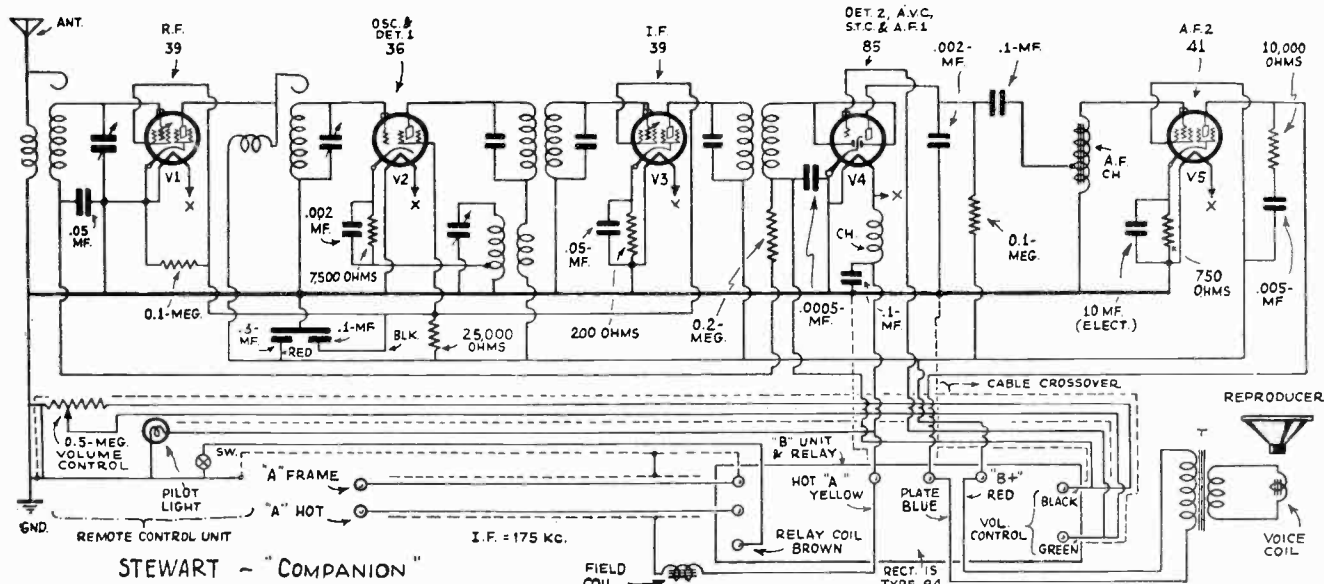 ANT.
R.F.
39
OSC. &
DET. 1
36
I.F.
39
DET. 2, A.V.C,
S.T.C & A.F.1
85
.002-
MF.
.1-MF.
A.F.2
41
10,000
OHMS
V1
V2
V3
V4
V5
X
X
X
X
.05
MF.
.002
MF.
7,500 OHMS
.05-
MF.
CH.
A.F.
CH
0.1-MEG.
.5-
MF.
RED
.1-MF.
BLK.
25,000
OHMS
200 OHMS
0.2-
MEG.
.0005-
MF.
.1-
MF.
0.1-
MEG.
10 MF.
(ELECT.)
750
OHMS
.005-
MF
CABLE CROSSOVER
REPRODUCER
0.5-MEG.
VOLUME
CONTROL
PILOT
LIGHT
SW.
"A" FRAME
"A" HOT
"B" UNIT
& RELAY
HOT "A"
YELLOW
PLATE
BLUE
"B+"
RED
VOL.
CONTROL
BLACK
GREEN
VOICE
COIL
GND.
REMOTE CONTROL UNIT
I.F. = 175 KC.
RELAY COIL
BROWN
STEWART ~ "COMPANION"
FIELD
COIL
RECT. IS
TYPE 84